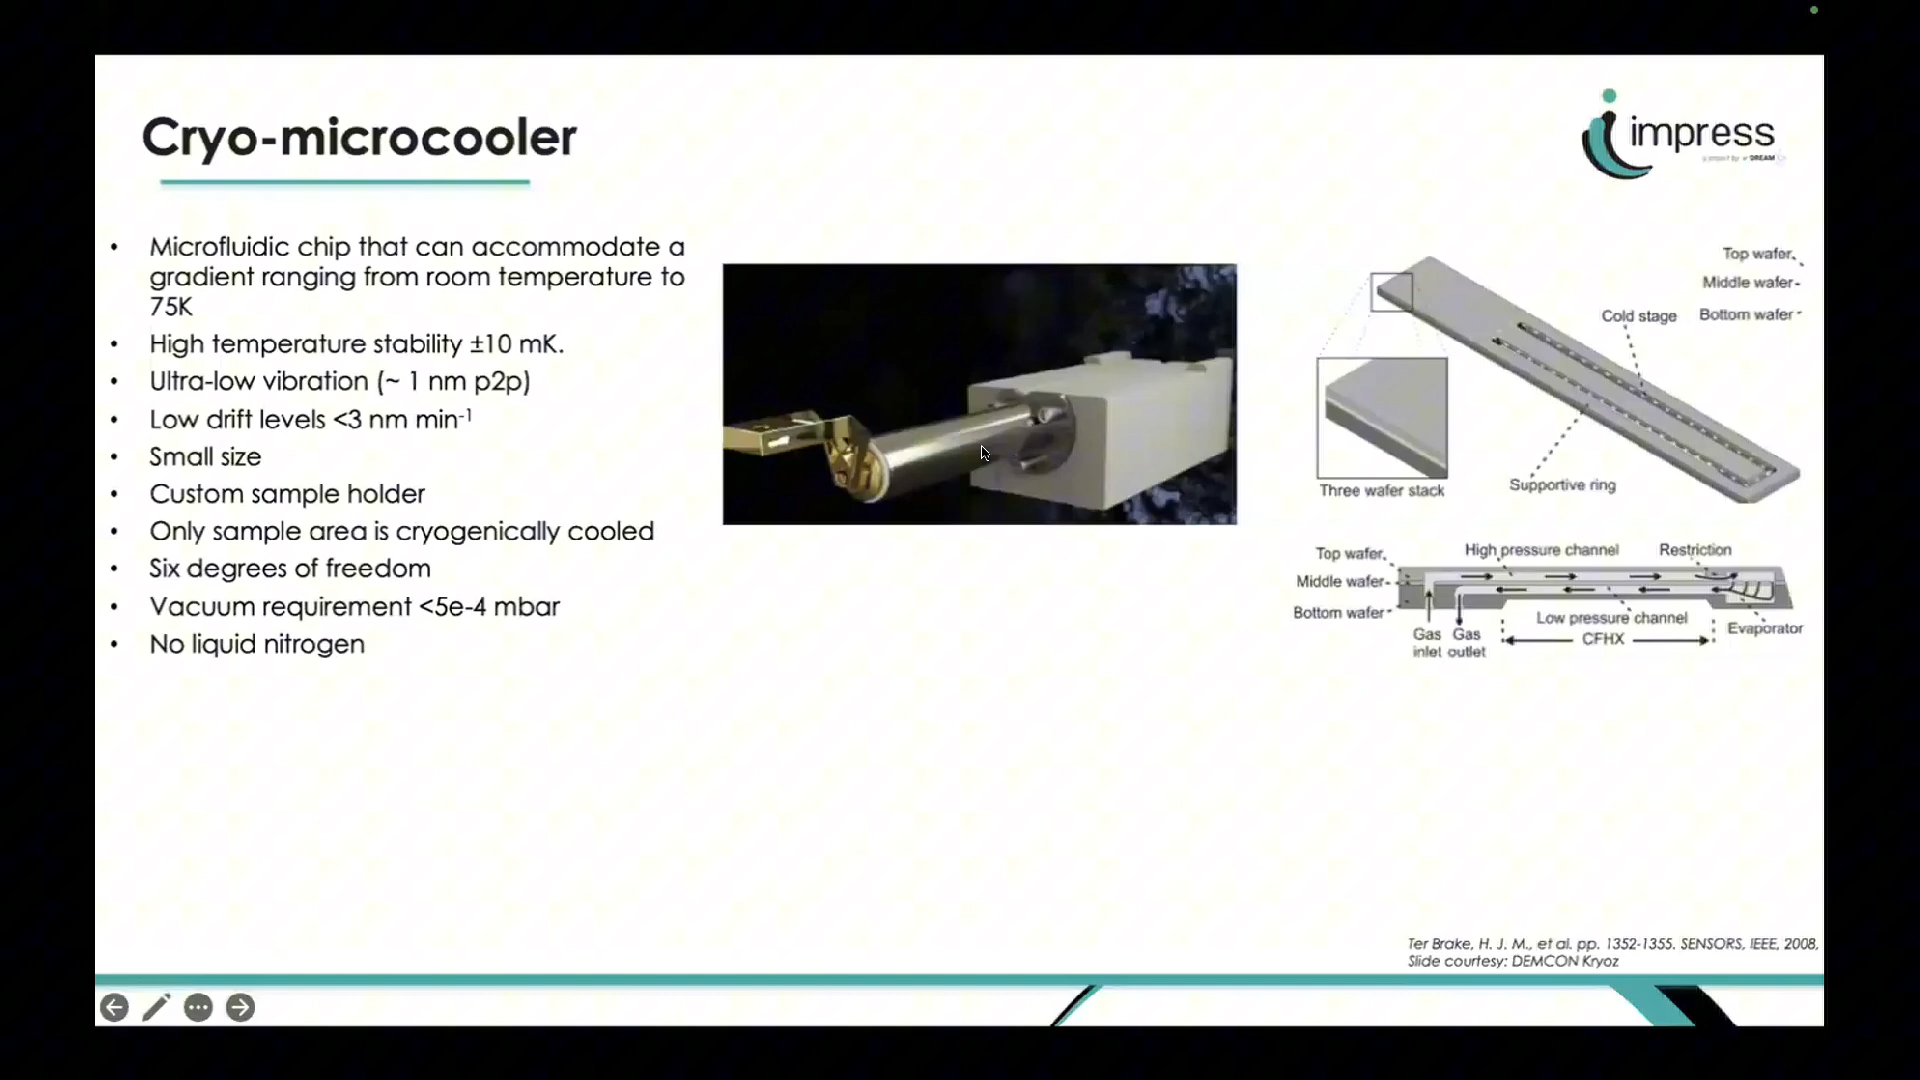 Cryo-microcooler
impress
• Microfluidic chip that can accommodate a
gradient ranging from room temperature to
75K
• High temperature stability ±10 mK.
• Ultra-low vibration (~ 1 nm p2p)
• Low drift levels <3 nm min⁻¹
• Small size
• Custom sample holder
• Only sample area is cryogenically cooled
• Six degrees of freedom
• Vacuum requirement <5e-4 mbar
• No liquid nitrogen
Top wafer
Middle wafer
Bottom wafer
Cold stage
Three wafer stack
Supportive ring
Top wafer
Middle wafer
Bottom wafer
High pressure channel
Restriction
Low pressure channel
Evaporator
Gas inlet
Gas outlet
CFHX
Ter Brake, H. J. M., et al. pp. 1352-1355. SENSORS, IEEE, 2008,
Slide courtesy: DEMCON Kryoz